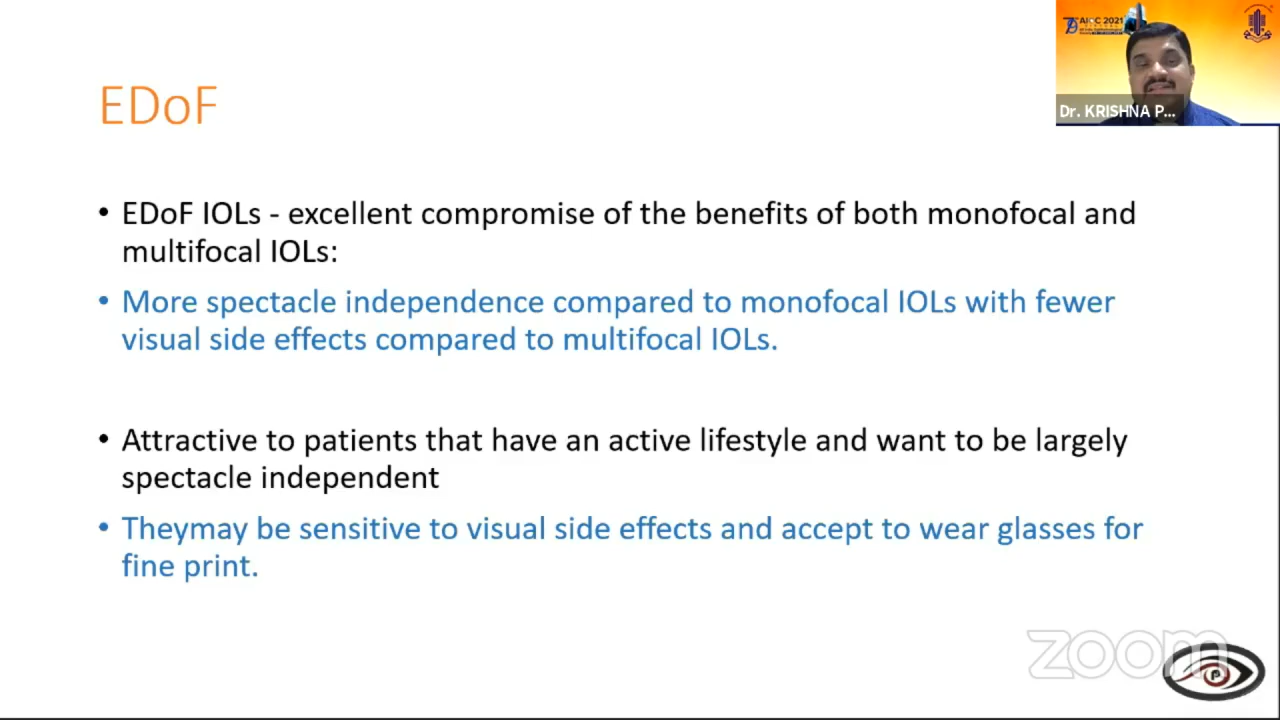 AIOC 2021
Dr. KRISHNA P...
EDoF
• EDoF IOLs - excellent compromise of the benefits of both monofocal and
multifocal IOLs:
• More spectacle independence compared to monofocal IOLs with fewer
visual side effects compared to multifocal IOLs.
• Attractive to patients that have an active lifestyle and want to be largely
spectacle independent
• Theymay be sensitive to visual side effects and accept to wear glasses for
fine print.
zoom
P